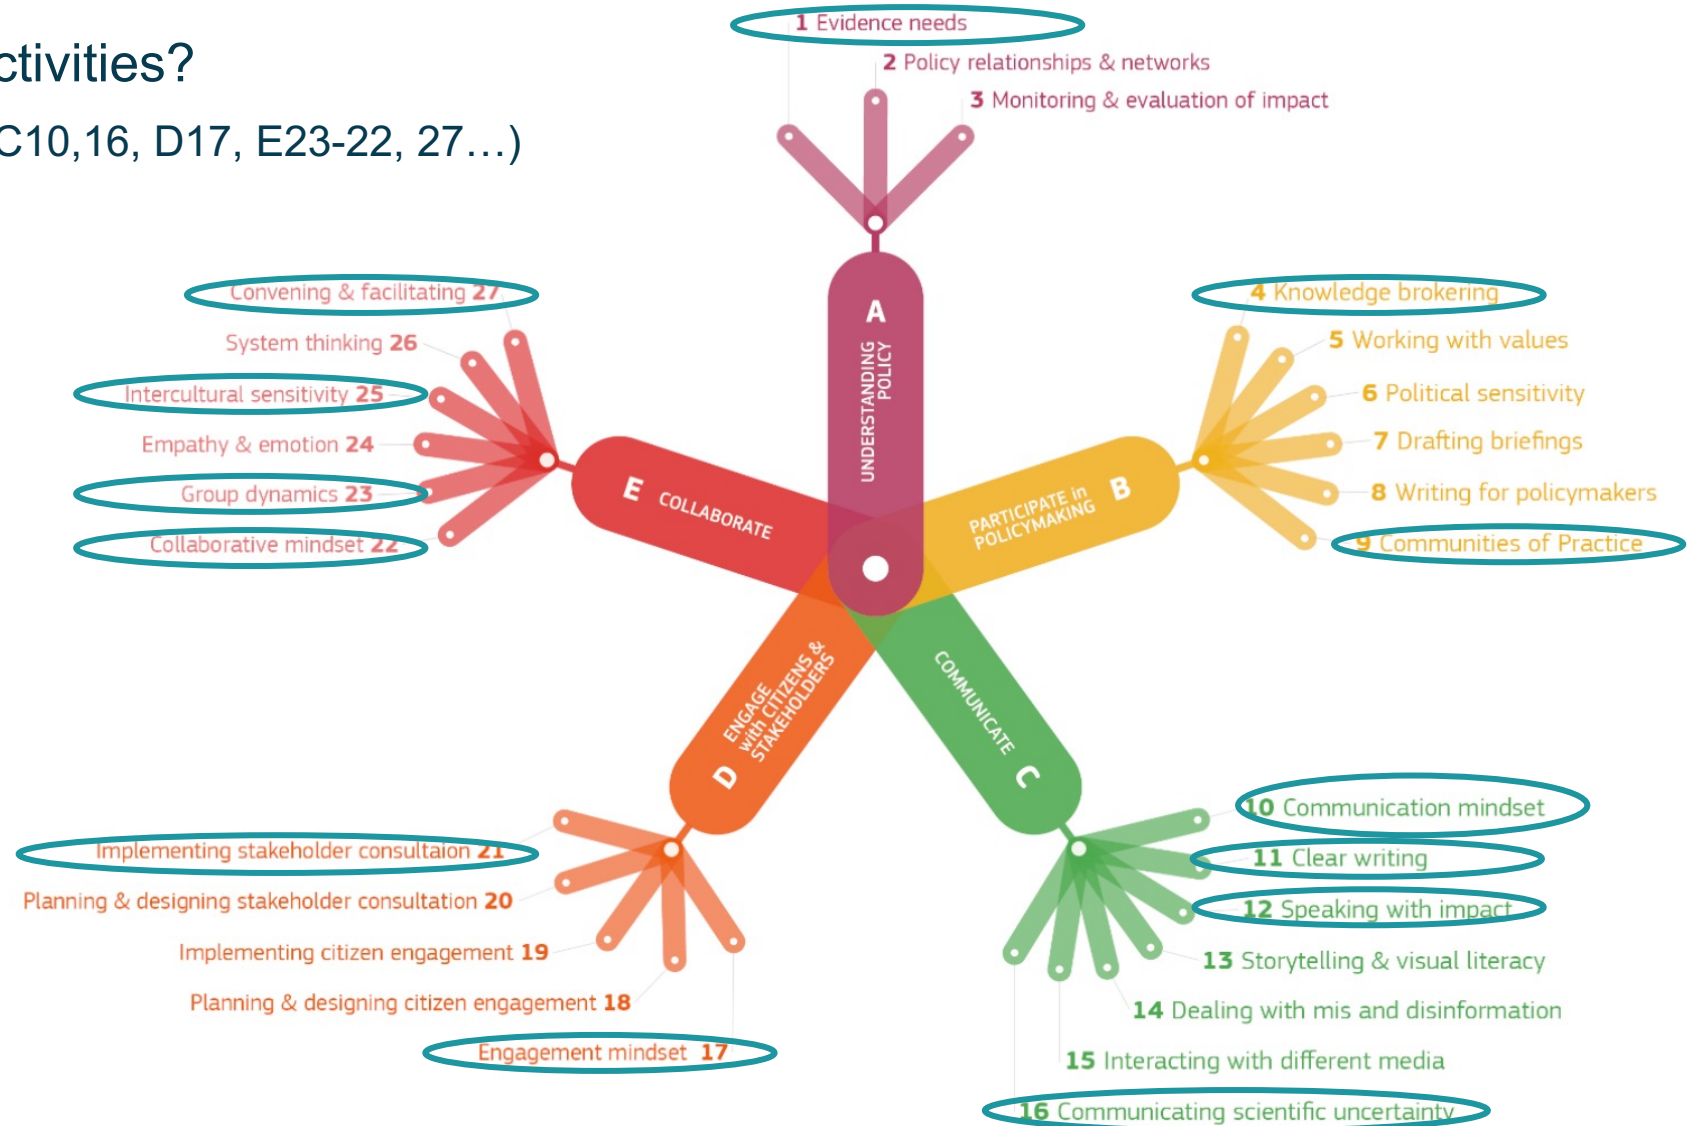 ctivities?
C10,16, D17, E23-22, 27…)
1 Evidence needs
2 Policy relationships & networks
3 Monitoring & evaluation of impact
A
UNDERSTANDING
POLICY
4 Knowledge brokering
5 Working with values
6 Political sensitivity
7 Drafting briefings
8 Writing for policymakers
9 Communities of Practice
PARTICIPATE in
POLICYMAKING
B
COMMUNICATE
C
10 Communication mindset
11 Clear writing
12 Speaking with impact
13 Storytelling & visual literacy
14 Dealing with mis and disinformation
15 Interacting with different media
16 Communicating scientific uncertainty
ENGAGE
with CITIZENS &
STAKEHOLDERS
D
Implementing stakeholder consultaion 21
Planning & designing stakeholder consultation 20
Implementing citizen engagement 19
Planning & designing citizen engagement 18
Engagement mindset 17
E COLLABORATE
Convening & facilitating 27
System thinking 26
Intercultural sensitivity 25
Empathy & emotion 24
Group dynamics 23
Collaborative mindset 22